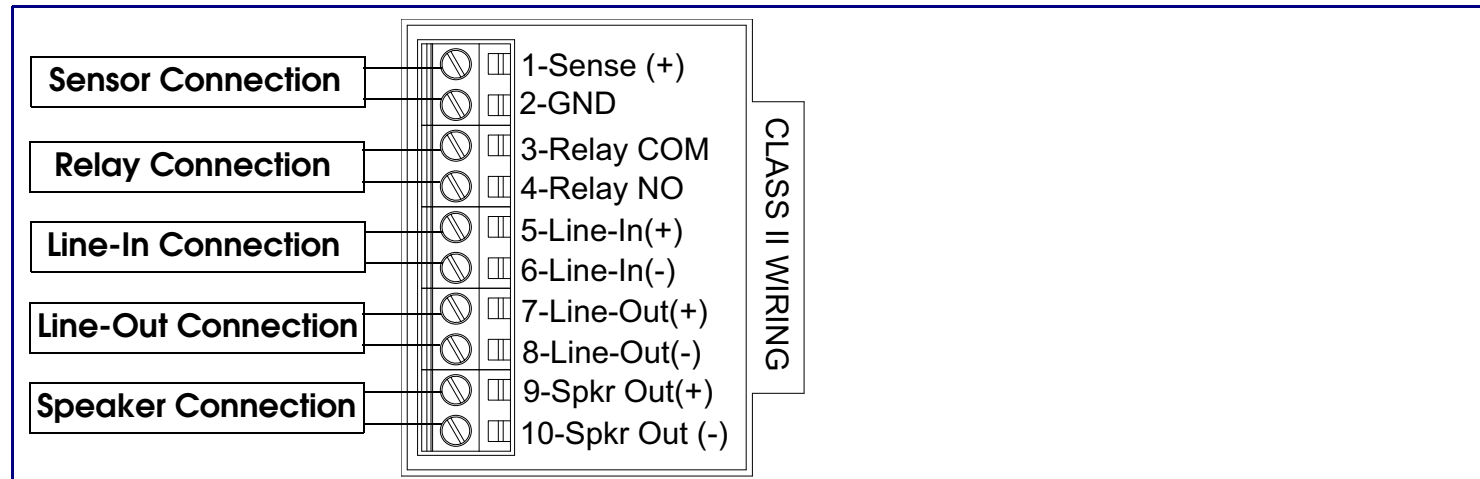 Sensor Connection
1-Sense (+)
2-GND
Relay Connection
3-Relay COM
4-Relay NO
Line-In Connection
5-Line-In(+)
6-Line-In(-)
Line-Out Connection
7-Line-Out(+)
8-Line-Out(-)
Speaker Connection
9-Spkr Out(+)
10-Spkr Out (-)
CLASS II WIRING